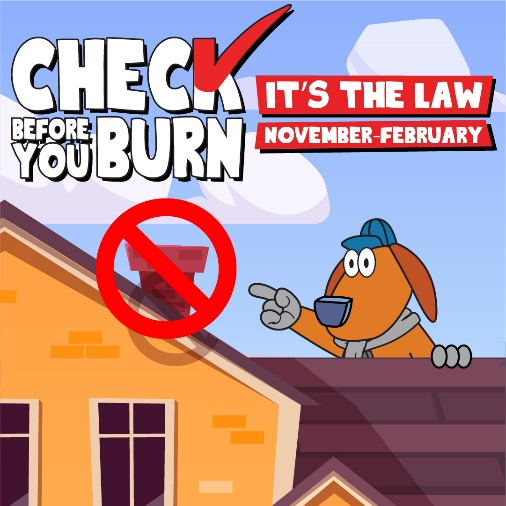 CHECK
BEFORE
YOU BURN
IT'S THE LAW
NOVEMBER-FEBRUARY